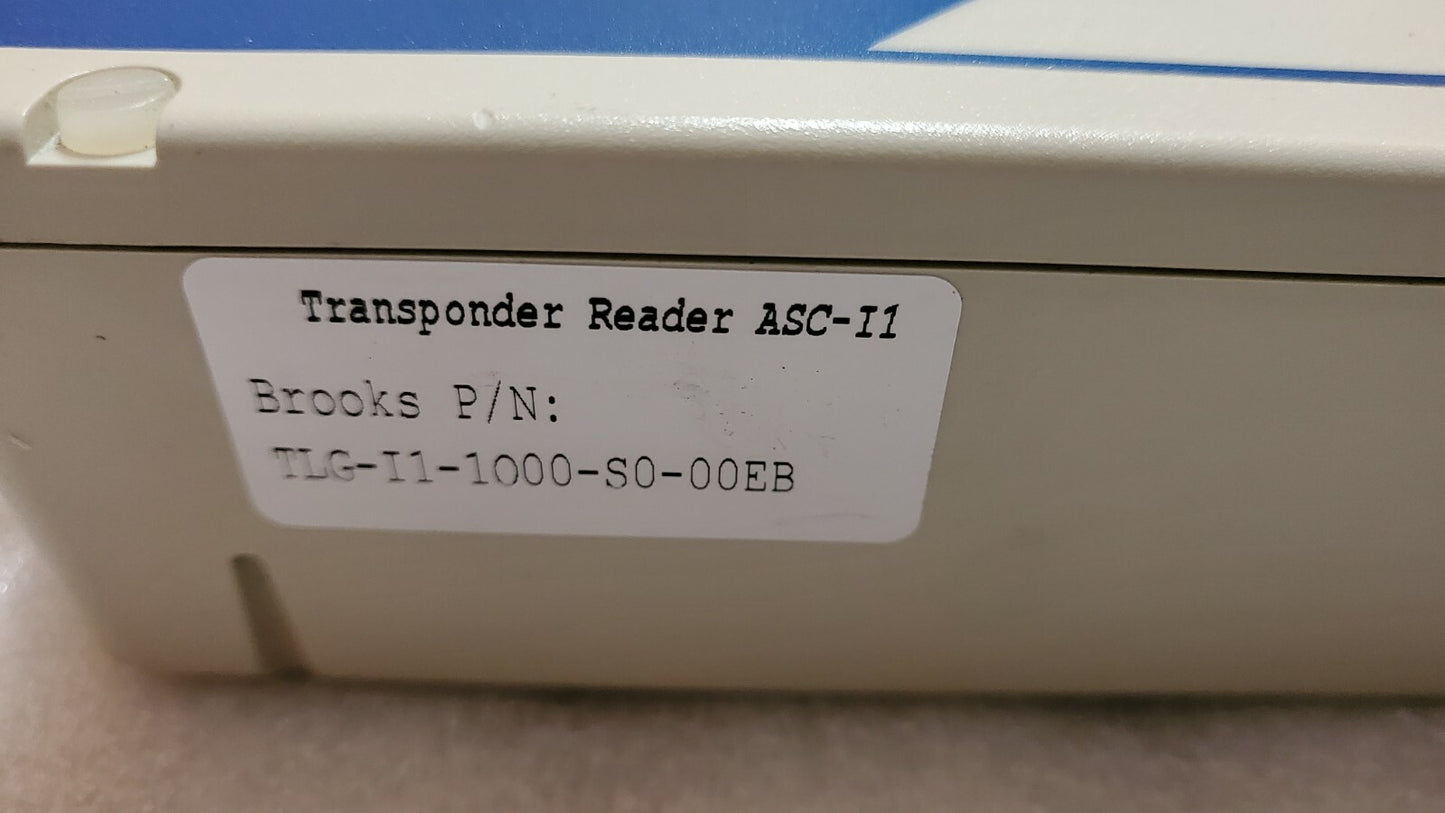 Transponder Reader ASC-I1
Brooks P/N:
TLG-I1-1000-S0-00EB